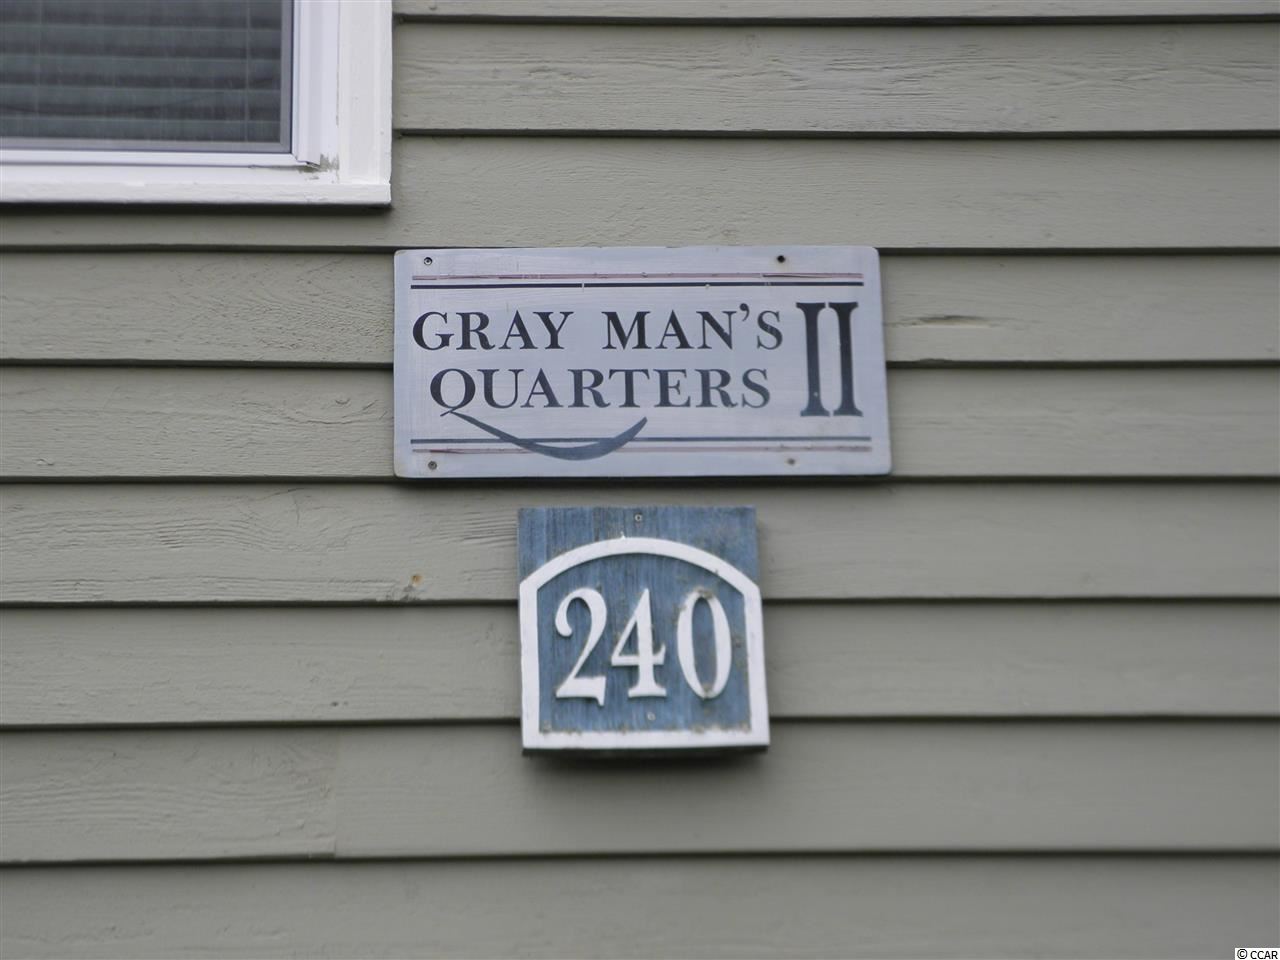 GRAY MAN'S II
QUARTERS
240
© CCAR